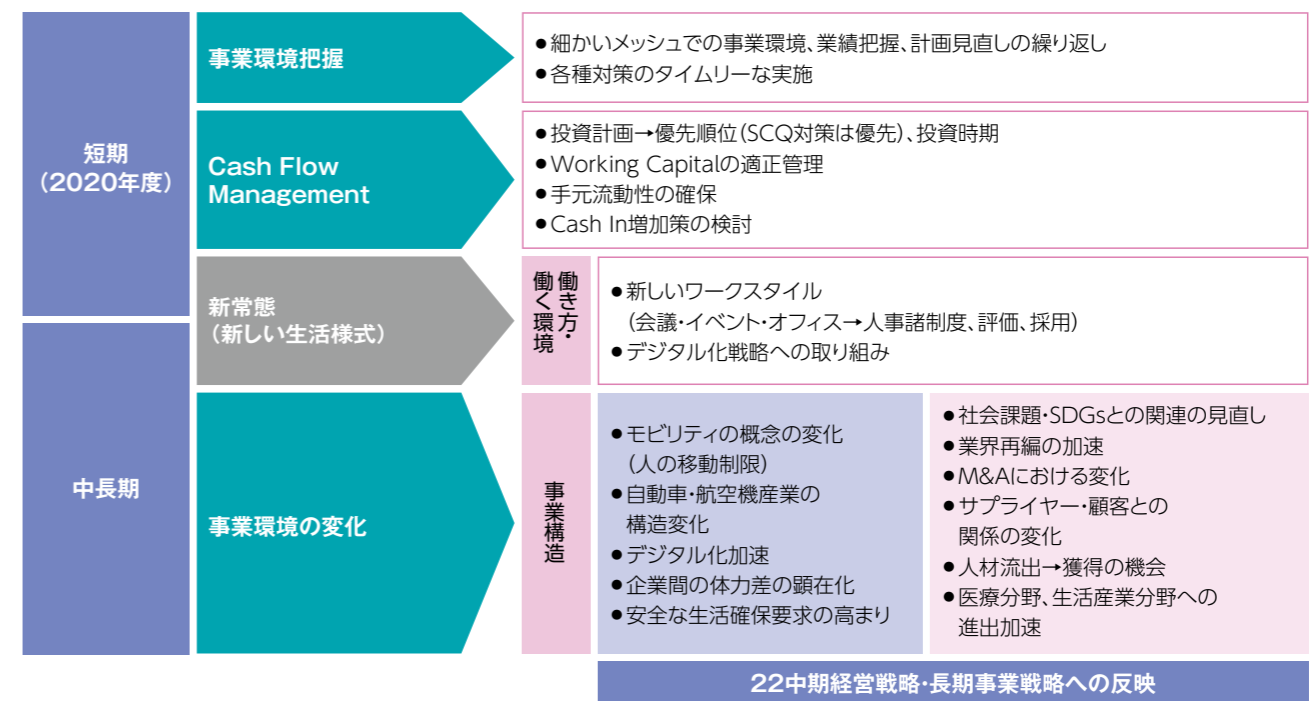 短期
(2020年度)
事業環境把握
●細かいメッシュでの事業環境、業績把握、計画見直しの繰り返し
●各種対策のタイムリーな実施
Cash Flow
Management
●投資計画→優先順位(SCQ対策は優先)、投資時期
●Working Capitalの適正管理
●手元流動性の確保
●Cash In増加策の検討
新常態
(新しい生活様式)
働き方・
働く環境
●新しいワークスタイル
(会議・イベント・オフィス→人事諸制度、評価、採用)
●デジタル化戦略への取り組み
中長期
事業環境の変化
事業構造
●モビリティの概念の変化
(人の移動制限)
●自動車・航空機産業の
構造変化
●デジタル化加速
●企業間の体力差の顕在化
●安全な生活確保要求の高まり
●社会課題・SDGsとの関連の見直し
●業界再編の加速
●M&Aにおける変化
●サプライヤー・顧客との
関係の変化
●人材流出→獲得の機会
●医療分野、生活産業分野への
進出加速
22中期経営戦略・長期事業戦略への反映